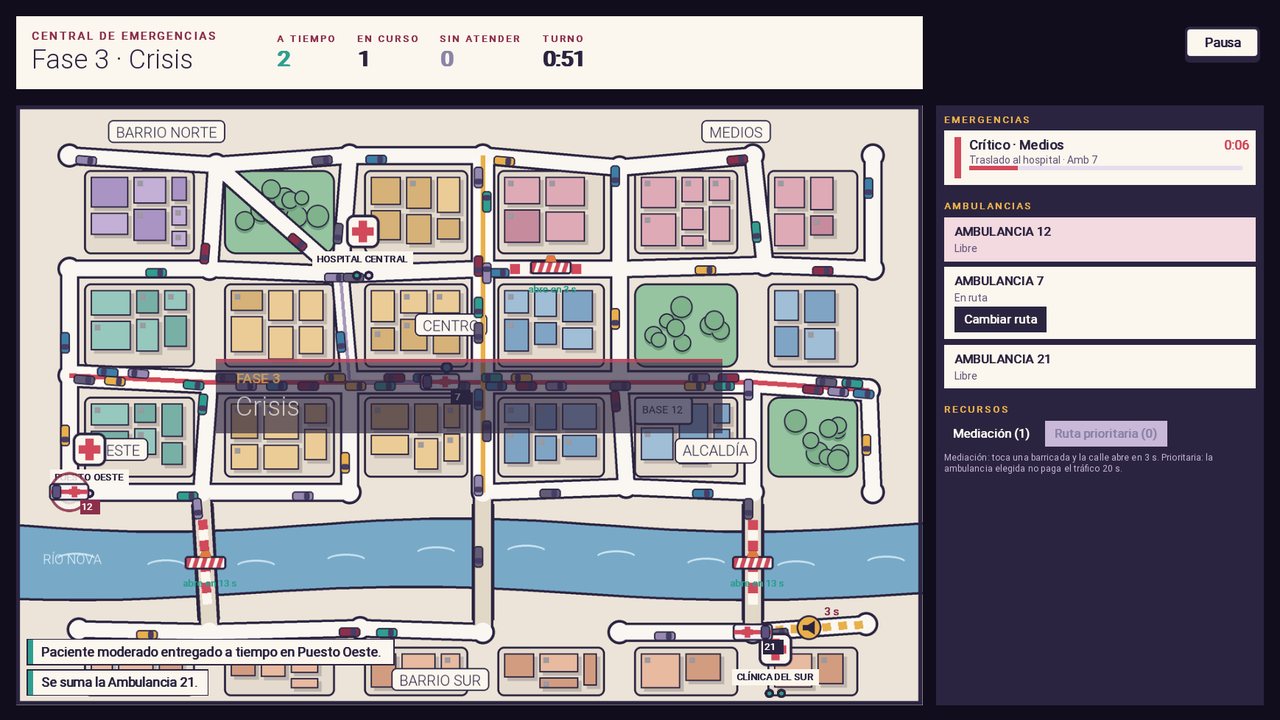 CENTRAL DE EMERGENCIAS
Fase 3 · Crisis
A TIEMPO
2
EN CURSO
1
SIN ATENDER
0
TURNO
0:51
Pausa
BARRIO NORTE
MEDIOS
HOSPITAL CENTRAL
abre en 3 s
CENTRO
FASE 3
Crisis
7
BASE 12
ESTE
ALCALDÍA
OESTE
12
RÍO NOVA
abre en 13 s
abre en 13 s
3 s
21
Paciente moderado entregado a tiempo en Puesto Oeste.
Se suma la Ambulancia 21.
BARRIO SUR
CLÍNICA DEL SUR
EMERGENCIAS
Crítico · Medios
0:06
Traslado al hospital · Amb 7
AMBULANCIAS
AMBULANCIA 12
Libre
AMBULANCIA 7
En ruta
Cambiar ruta
AMBULANCIA 21
Libre
RECURSOS
Mediación (1)
Ruta prioritaria (0)
Mediación: toca una barricada y la calle abre en 3 s. Prioritaria: la
ambulancia elegida no paga el tráfico 20 s.